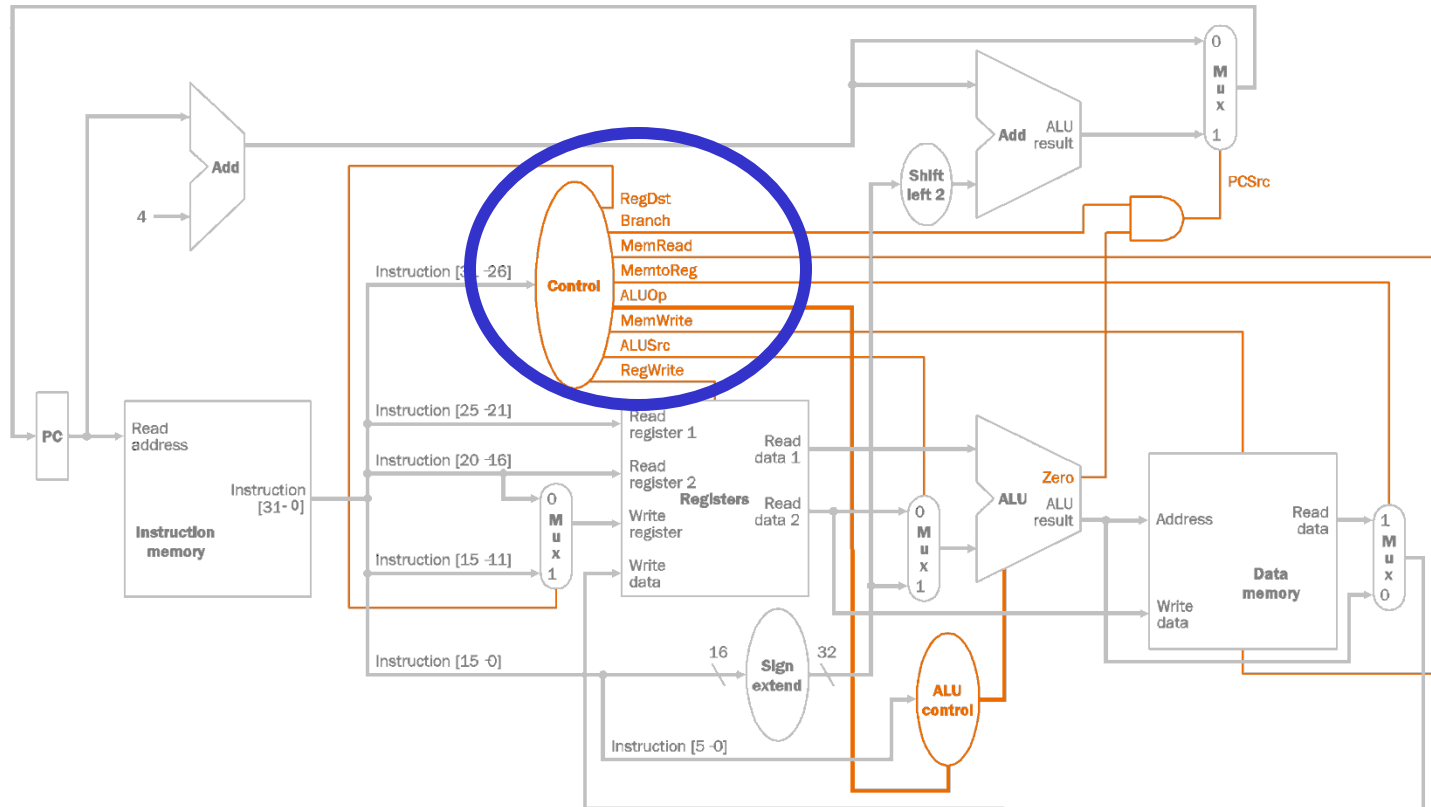 0
M
u
x
1
Add
ALU
result
Add
Shift
left 2
PCSrc
4
RegDst
Branch
MemRead
MemtoReg
ALUOp
MemWrite
ALUSrc
RegWrite
Control
Instruction [31 -26]
PC
Read
address
Instruction
[31- 0]
Instruction
memory
Instruction [25 -21]
Instruction [20 -16]
Instruction [15 -11]
0
M
u
x
1
Read
register 1
Read
register 2
Write
register
Write
data
Registers
Read
data 1
Read
data 2
0
M
u
x
1
Zero
ALU
ALU
result
Address
Write
data
Read
data
Data
memory
1
M
u
x
0
Instruction [15 -0]
16
Sign
extend
32
ALU
control
Instruction [5 -0]